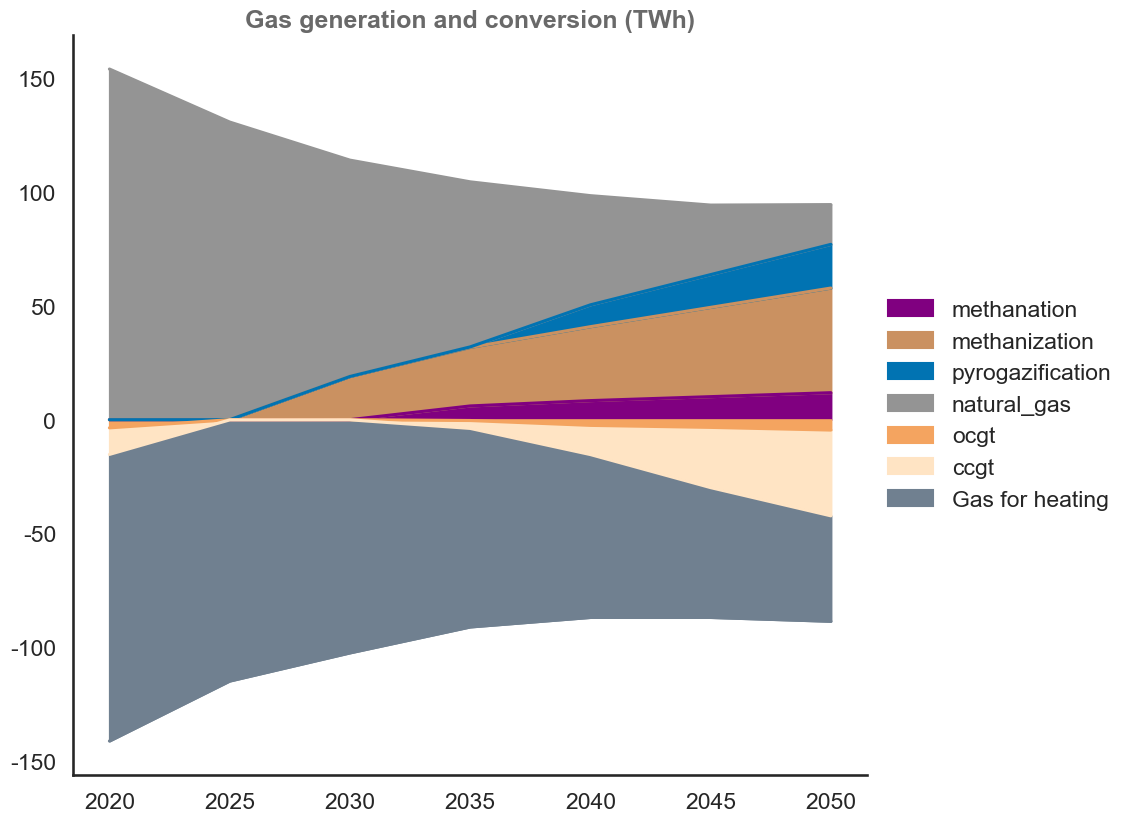 Gas generation and conversion (TWh)
150
100
50
0
-50
-100
-150
2020 2025 2030 2035 2040 2045 2050
methanation
methanization
pyrogazification
natural_gas
ocgt
ccgt
Gas for heating